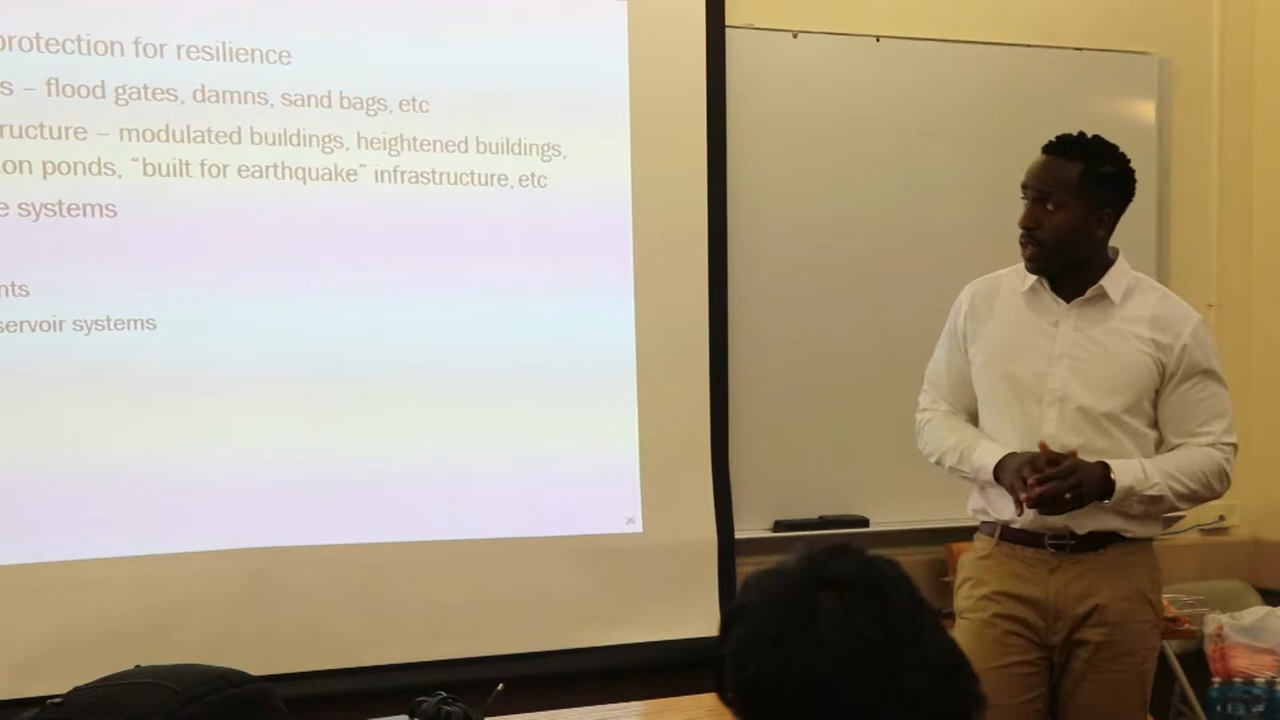 protection for resilience
s – flood gates, damns, sand bags, etc
ructure – modulated buildings, heightened buildings,
on ponds, “built for earthquake” infrastructure, etc
e systems
nts
servoir systems
26